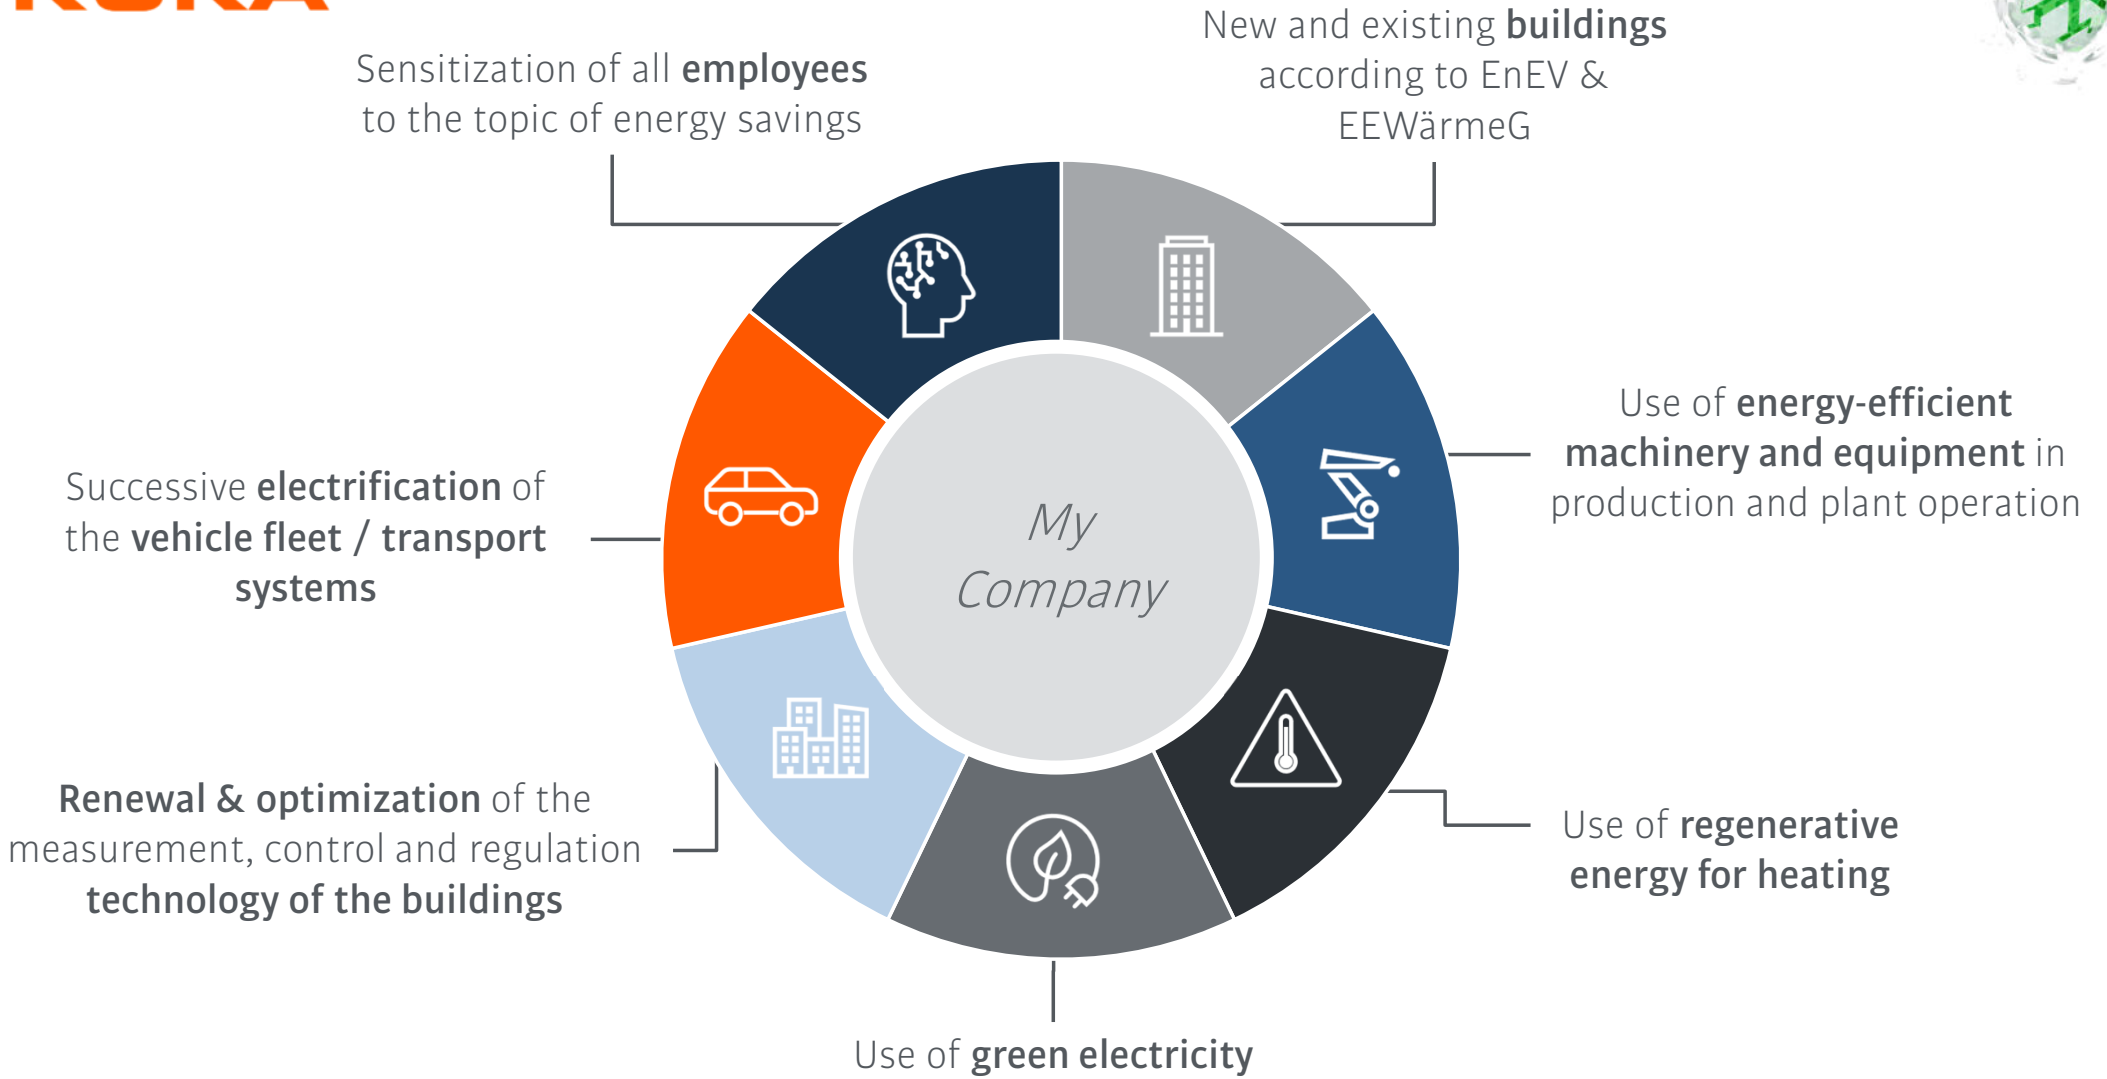 KUKA
New and existing buildings
according to EnEV &
EEWärmeG
Sensitization of all employees
to the topic of energy savings
Use of energy-efficient
machinery and equipment in
production and plant operation
Successive electrification of
the vehicle fleet / transport
systems
My
Company
Renewal & optimization of the
measurement, control and regulation
technology of the buildings
Use of regenerative
energy for heating
Use of green electricity